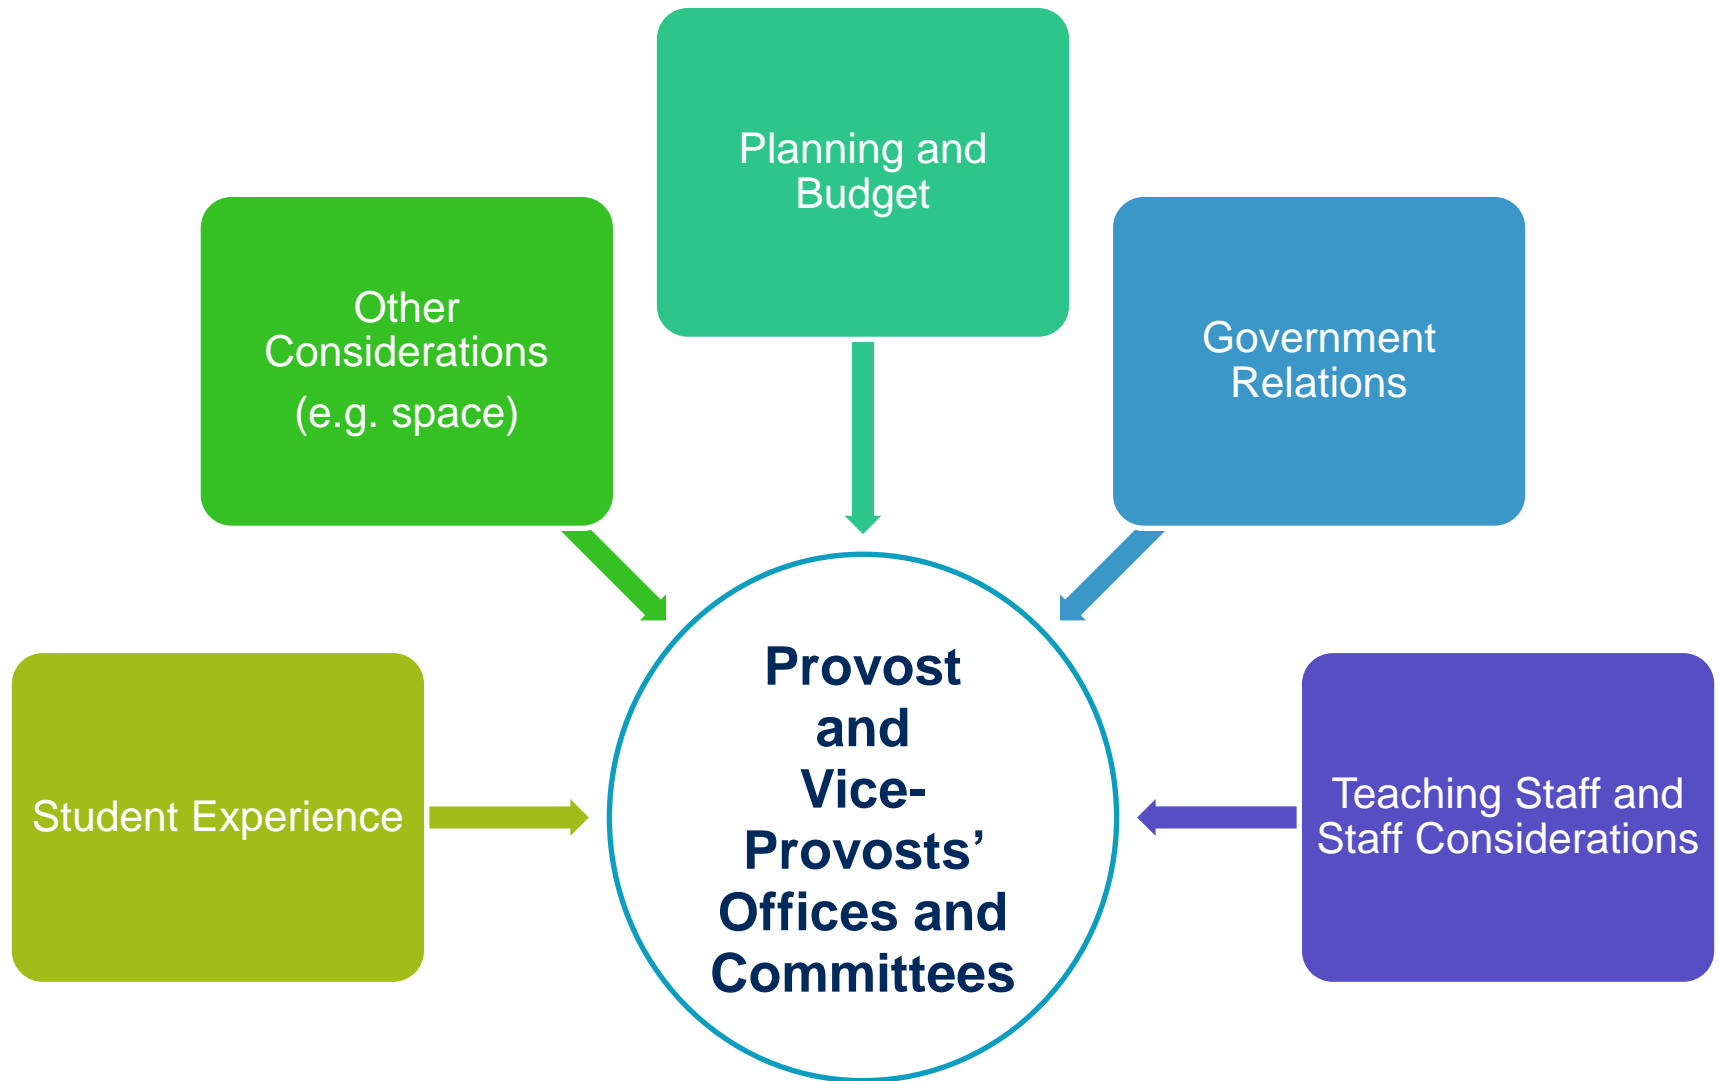 Planning and
Budget
Other
Considerations
(e.g. space)
Government
Relations
Student Experience
Provost
and
Vice-
Provosts’
Offices and
Committees
Teaching Staff and
Staff Considerations